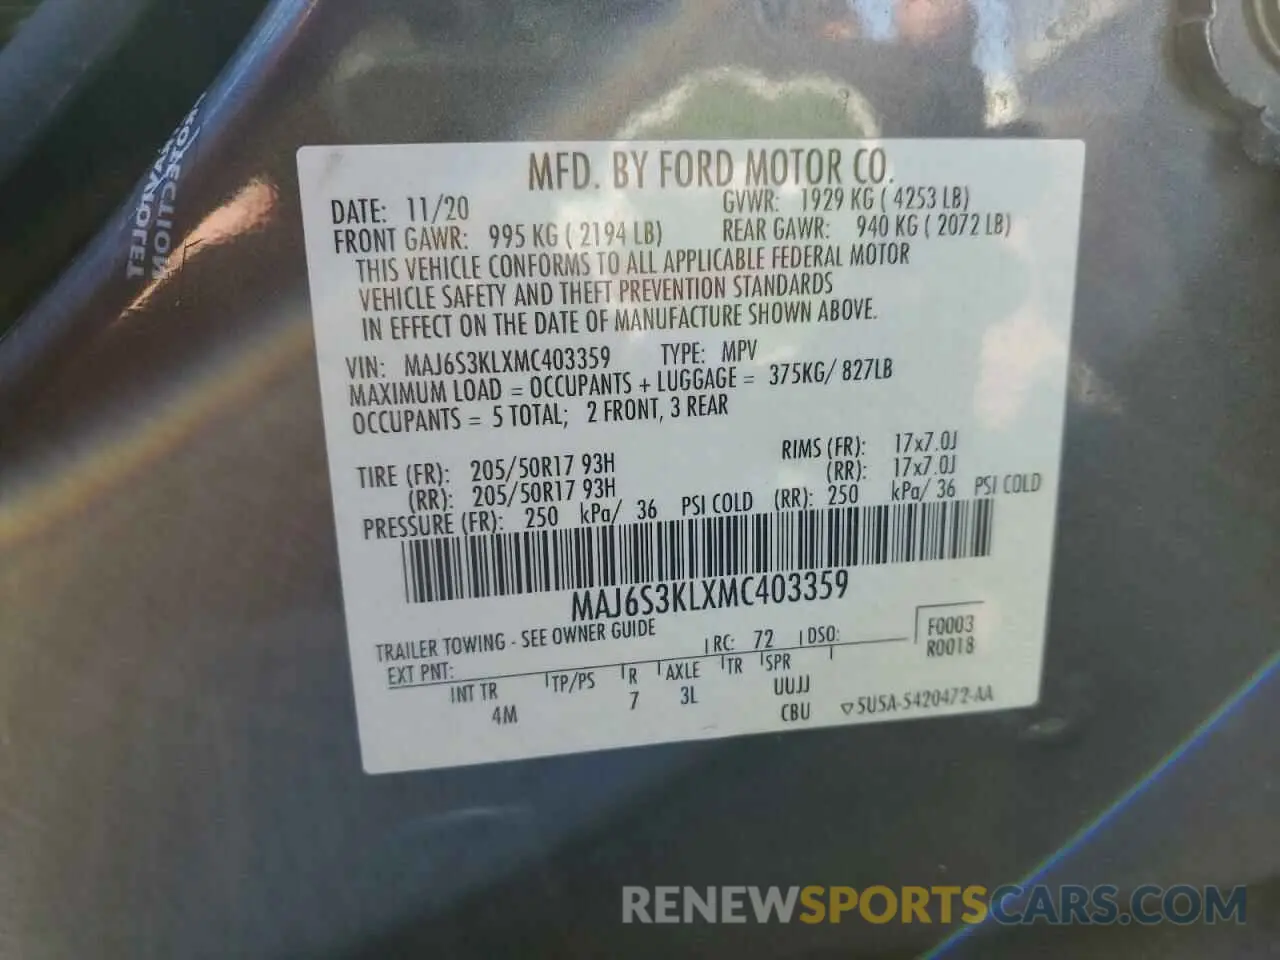 ULTRAVIOLET
PROTECTION
MFD. BY FORD MOTOR CO.
DATE: 11/20 GVWR: 1929 KG ( 4253 LB)
FRONT GAWR: 995 KG ( 2194 LB) REAR GAWR: 940 KG ( 2072 LB)
THIS VEHICLE CONFORMS TO ALL APPLICABLE FEDERAL MOTOR
VEHICLE SAFETY AND THEFT PREVENTION STANDARDS
IN EFFECT ON THE DATE OF MANUFACTURE SHOWN ABOVE.
VIN: MAJ6S3KLXMC403359 TYPE: MPV
MAXIMUM LOAD = OCCUPANTS + LUGGAGE = 375KG/ 827LB
OCCUPANTS = 5 TOTAL; 2 FRONT, 3 REAR
TIRE (FR): 205/50R17 93H RIMS (FR): 17x7.0J
(RR): 205/50R17 93H (RR): 17x7.0J
PRESSURE (FR): 250 kPa/ 36 PSI COLD (RR): 250 kPa/ 36 PSI COLD
MAJ6S3KLXMC403359
TRAILER TOWING - SEE OWNER GUIDE
EXT PNT: RC: 72 DSO: F0003
R0018
INT TR TP/PS R AXLE TR SPR
4M 7 3L UUJJ
CBU 5U5A-5420472-AA
RENEWSPORTSCARS.COM